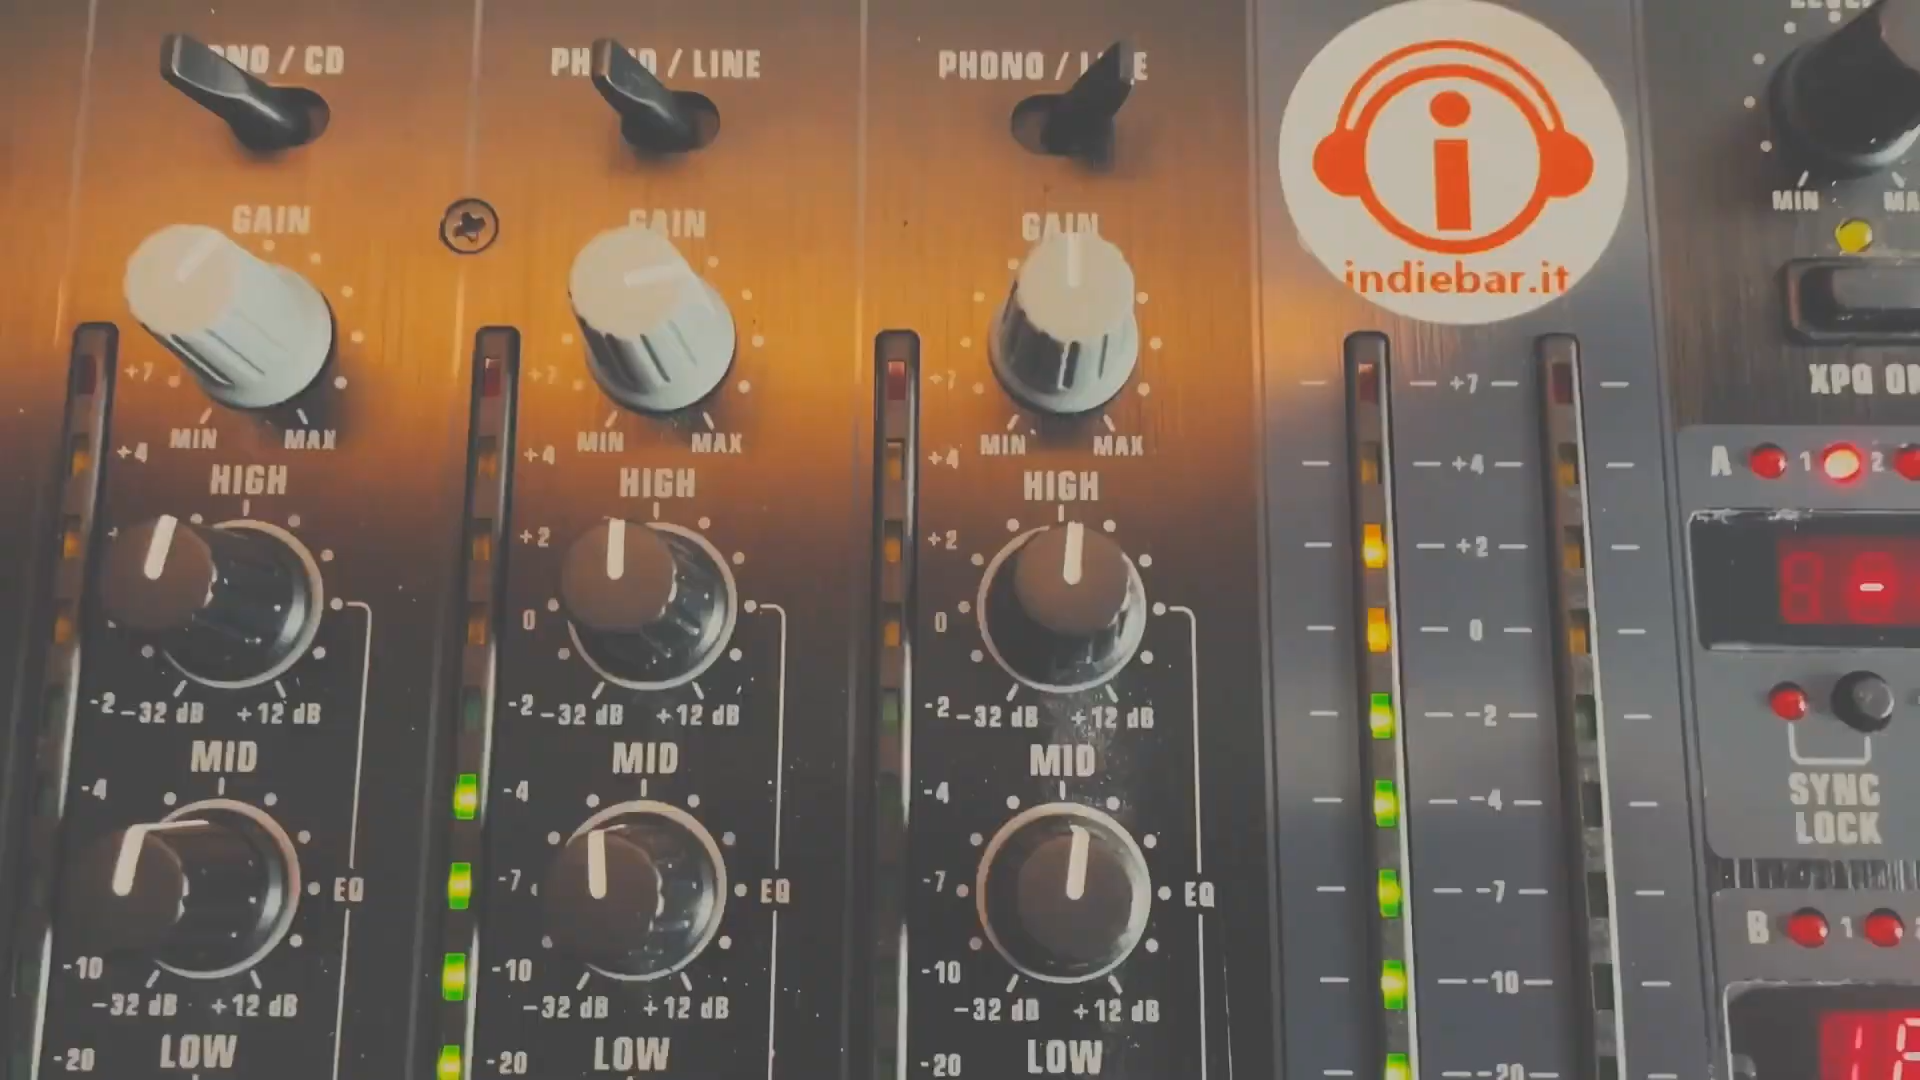 PHONO / LINE
GAIN
GAIN
GAIN
indiebar.it
MIN
+7
+7
+7
+7
XPQ
MIN
MAX
MIN
MAX
MIN
MAX
+4
+4
+4
+4
HIGH
HIGH
HIGH
A
1
2
+2
+2
+2
-
0
0
0
-2
-32 dB
+12 dB
-2
-32 dB
+12 dB
-2
-32 dB
+12 dB
-2
MID
MID
MID
SYNC
LOCK
-4
-4
-4
-4
-7
-7
-7
EQ
EQ
EQ
B
1
-10
-10
-10
-10
-32 dB
+12 dB
-32 dB
+12 dB
-32 dB
+12 dB
LOW
LOW
LOW
-20
-20
-20
-20